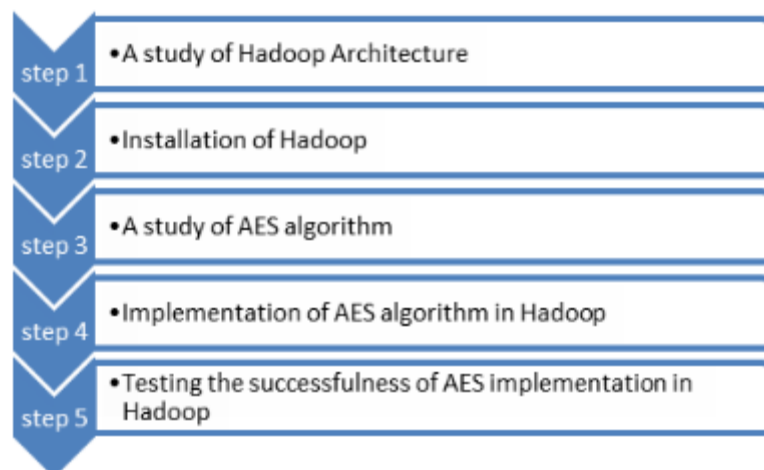 step 1
•A study of Hadoop Architecture
step 2
•Installation of Hadoop
step 3
•A study of AES algorithm
step 4
•Implementation of AES algorithm in Hadoop
step 5
•Testing the successfulness of AES implementation in
Hadoop